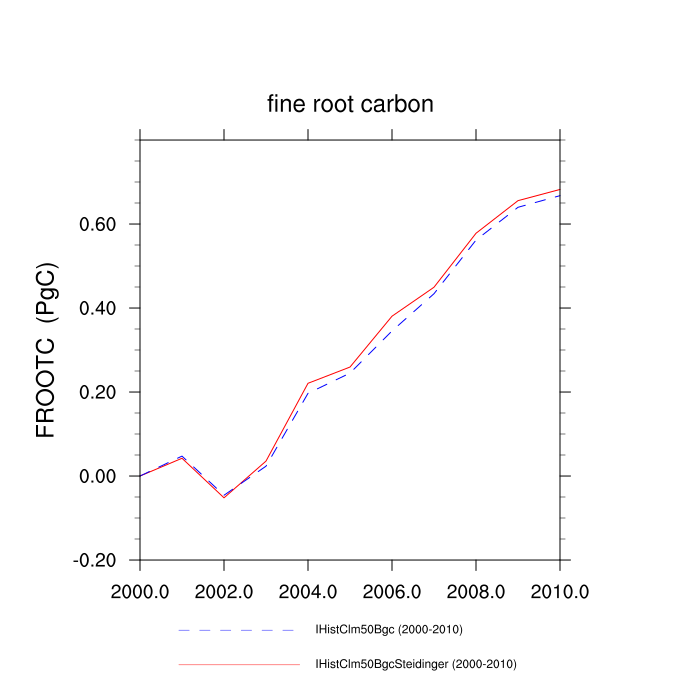 fine root carbon
FROOTC (PgC)
0.60
0.40
0.20
0.00
-0.20
2000.0 2002.0 2004.0 2006.0 2008.0 2010.0
IHistClm50Bgc (2000-2010)
IHistClm50BgcSteidinger (2000-2010)